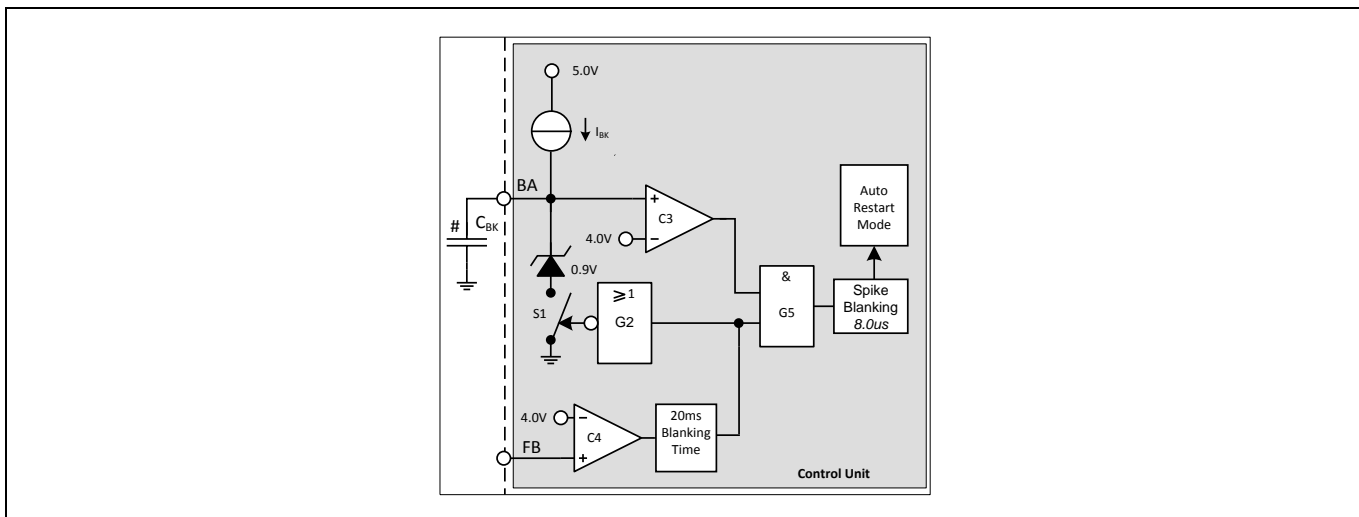 5.0V
IBK
BA
# CBK
C3
4.0V
0.9V
S1
⩾1
G2
&
G5
Auto
Restart
Mode
Spike
Blanking
8.0us
4.0V
C4
FB
20ms
Blanking
Time
Control Unit